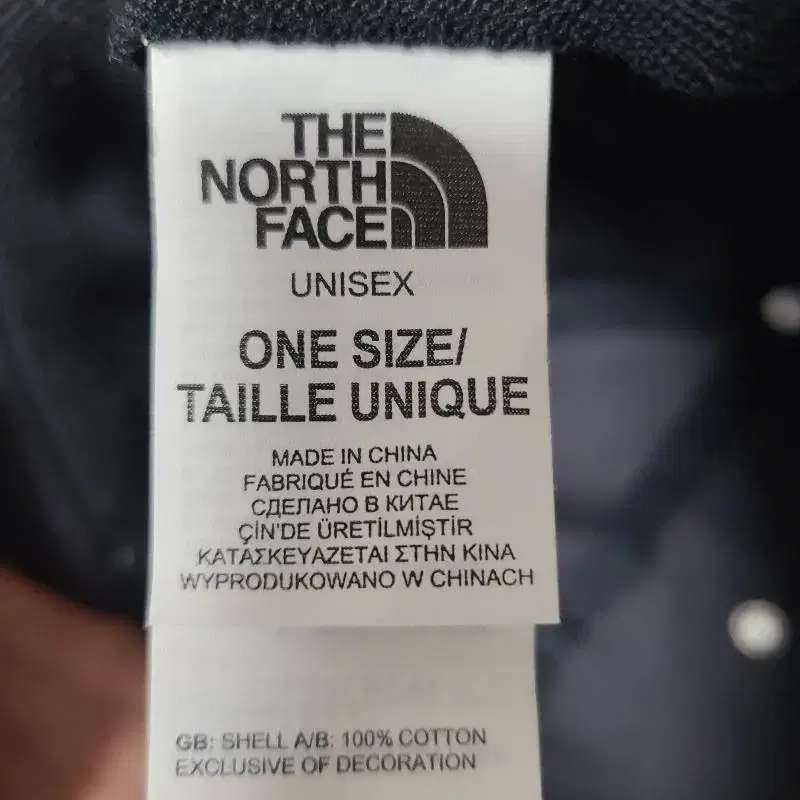 THE
NORTH
FACE
UNISEX
ONE SIZE/
TAILLE UNIQUE
MADE IN CHINA
FABRIQUÉ EN CHINE
СДЕЛАНО В КИТАЕ
ÇİN'DE ÜRETİLMİŞTİR
ΚΑΤΑΣΚΕΥΑΖΕΤΑΙ ΣΤΗΝ ΚΙΝΑ
WYPRODUKOWANO W CHINACH
GB: SHELL A/B: 100% COTTON
EXCLUSIVE OF DECORATION